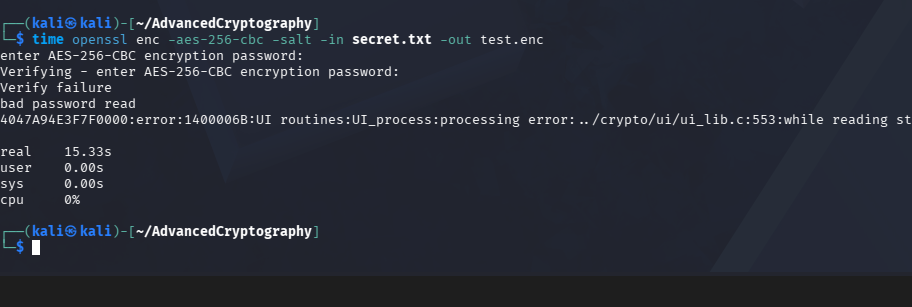 ┌──(kali㉿kali)-[~/AdvancedCryptography]
└─$ time openssl enc -aes-256-cbc -salt -in secret.txt -out test.enc
enter AES-256-CBC encryption password:
Verifying - enter AES-256-CBC encryption password:
Verify failure
bad password read
4047A94E3F7F0000:error:1400006B:UI routines:UI_process:processing error:../crypto/ui/ui_lib.c:553:while reading st
real 15.33s
user 0.00s
sys 0.00s
cpu 0%
┌──(kali㉿kali)-[~/AdvancedCryptography]
└─$